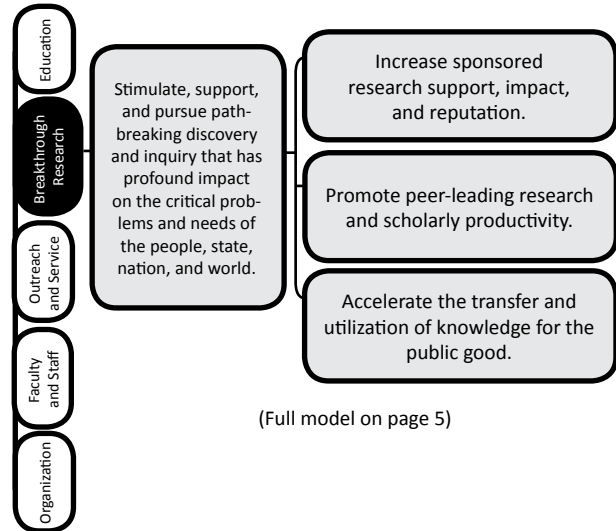 Education
Breakthrough
Research
Outreach
and Service
Faculty
and Staff
Organization
Stimulate, support,
and pursue path-
breaking discovery
and inquiry that has
profound impact
on the critical prob-
lems and needs of
the people, state,
nation, and world.
Increase sponsored
research support, impact,
and reputation.
Promote peer-leading research
and scholarly productivity.
Accelerate the transfer and
utilization of knowledge for the
public good.
(Full model on page 5)